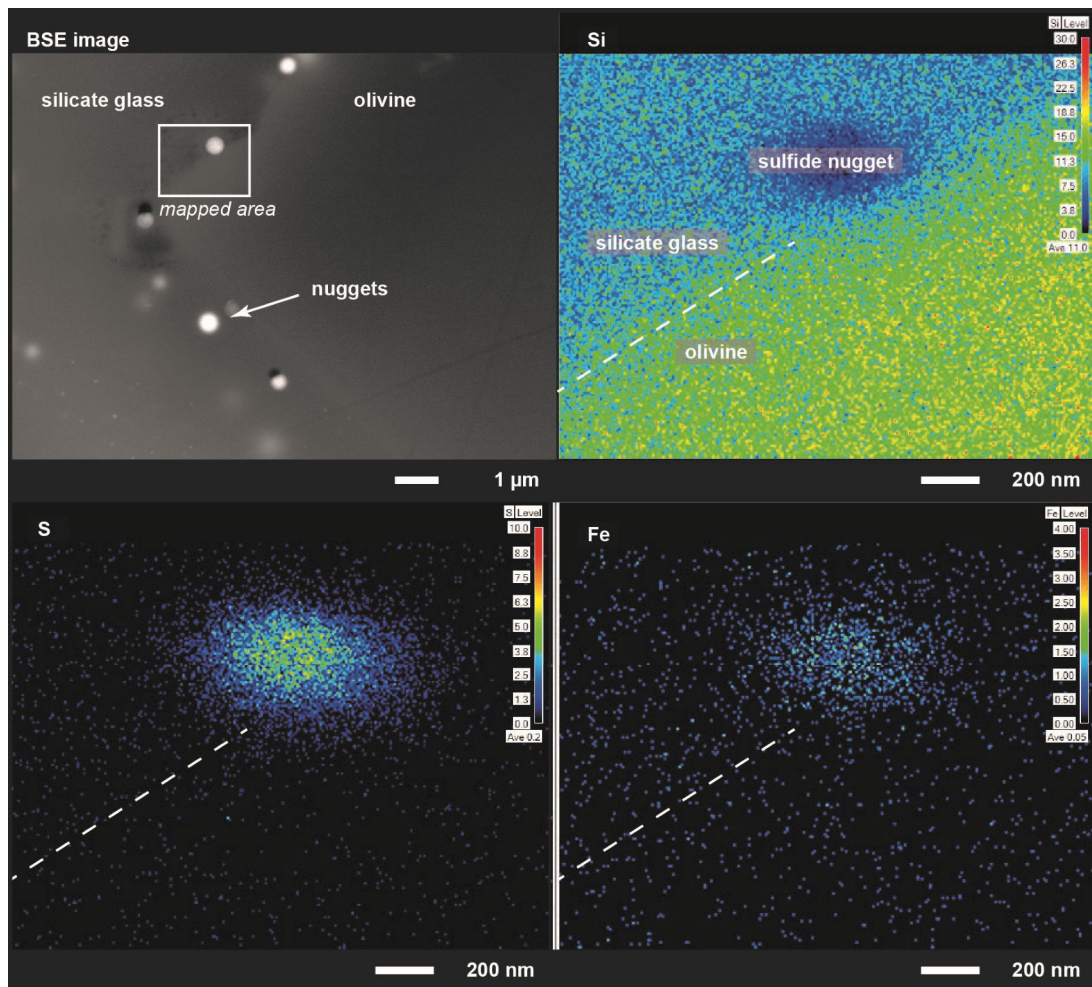 BSE image
silicate glass
olivine
mapped area
nuggets
1 µm
Si
Si Level
30.0
26.3
22.5
18.8
15.0
11.3
7.5
3.8
0.0
Ave 11.0
sulfide nugget
silicate glass
olivine
200 nm
S
S Level
10.0
8.8
7.5
6.3
5.0
3.8
2.5
1.3
0.0
Ave 0.2
200 nm
Fe
Fe Level
4.00
3.50
3.00
2.50
2.00
1.50
1.00
0.50
0.00
Ave 0.05
200 nm